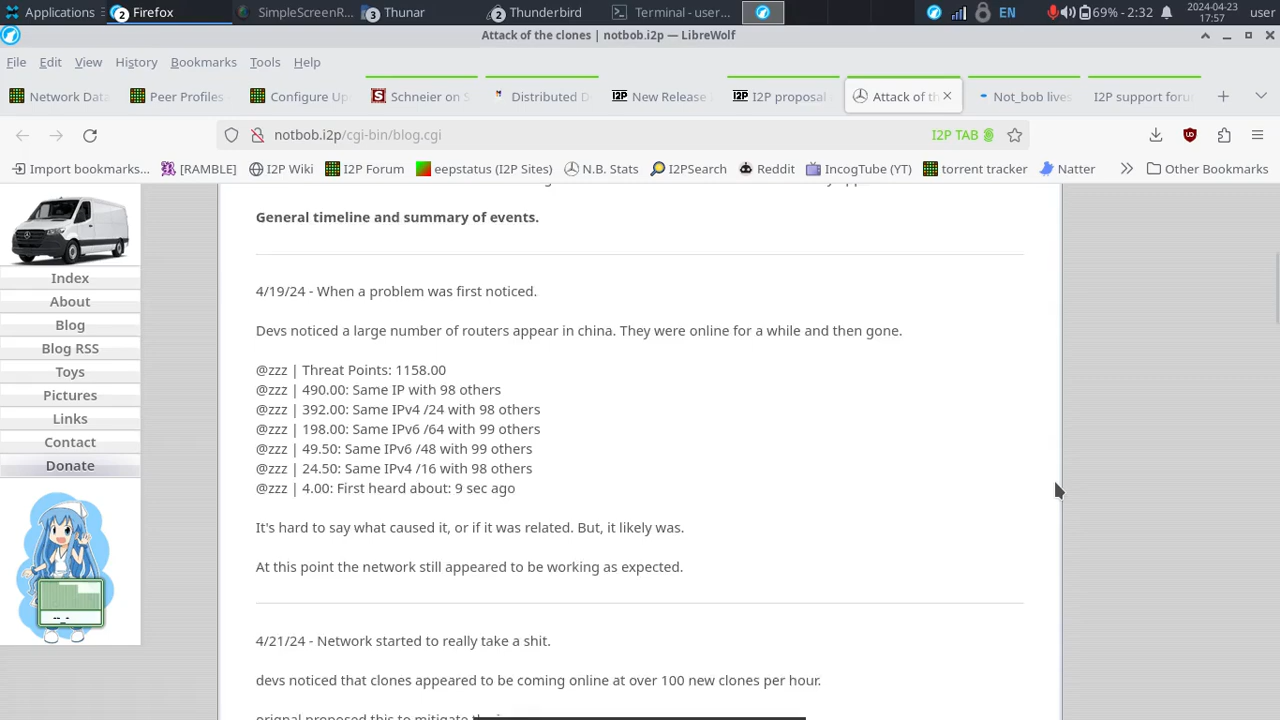 Applications
2 Firefox
SimpleScreenR...
3 Thunar
2 Thunderbird
Terminal - user...
EN
69% - 2:32
2024-04-23
17:57
user
Attack of the clones | notbob.i2p — LibreWolf
File Edit View History Bookmarks Tools Help
Network Dat
Peer Profiles
Configure Up
Schneier on S
Distributed D
New Release
I2P proposal
Attack of th
Not_bob lives
I2P support foru
notbob.i2p/cgi-bin/blog.cgi
I2P TAB
Import bookmarks...
[RAMBLE]
I2P Wiki
I2P Forum
eepstatus (I2P Sites)
N.B. Stats
I2PSearch
Reddit
IncogTube (YT)
torrent tracker
Natter
Other Bookmarks
Index
About
Blog
Blog RSS
Toys
Pictures
Links
Contact
Donate
General timeline and summary of events.
4/19/24 - When a problem was first noticed.
Devs noticed a large number of routers appear in china. They were online for a while and then gone.
@zzz | Threat Points: 1158.00
@zzz | 490.00: Same IP with 98 others
@zzz | 392.00: Same IPv4 /24 with 98 others
@zzz | 198.00: Same IPv6 /64 with 99 others
@zzz | 49.50: Same IPv6 /48 with 99 others
@zzz | 24.50: Same IPv4 /16 with 98 others
@zzz | 4.00: First heard about: 9 sec ago
It's hard to say what caused it, or if it was related. But, it likely was.
At this point the network still appeared to be working as expected.
4/21/24 - Network started to really take a shit.
devs noticed that clones appeared to be coming online at over 100 new clones per hour.
orignal proposed this to mitigate